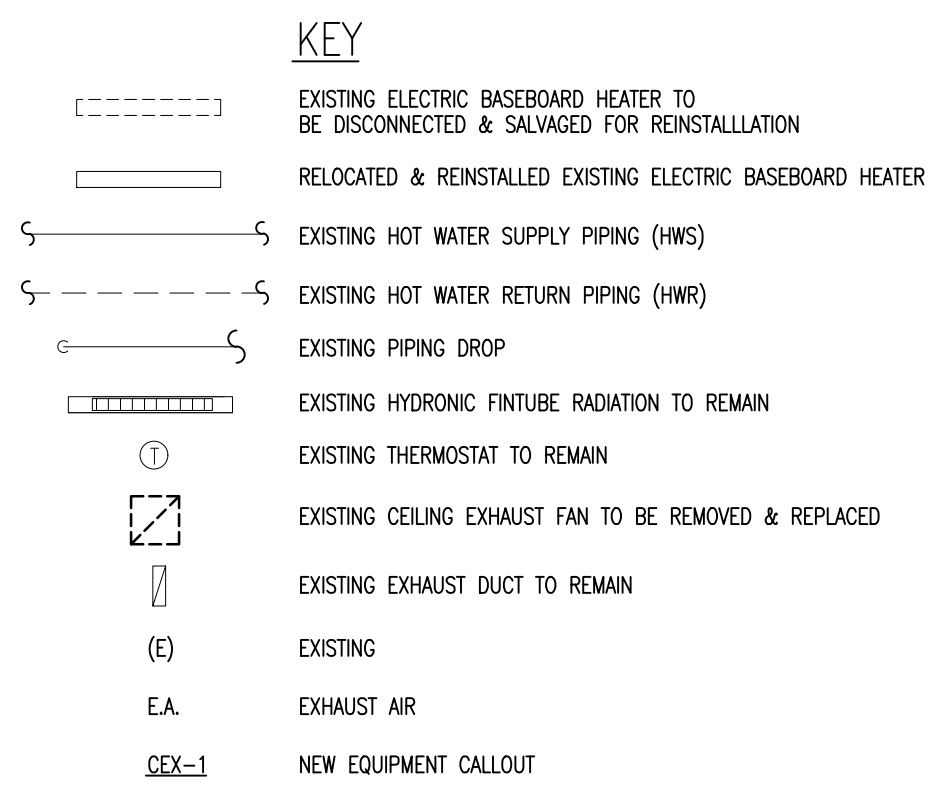 KEY
EXISTING ELECTRIC BASEBOARD HEATER TO
BE DISCONNECTED & SALVAGED FOR REINSTALLLATION
RELOCATED & REINSTALLED EXISTING ELECTRIC BASEBOARD HEATER
EXISTING HOT WATER SUPPLY PIPING (HWS)
EXISTING HOT WATER RETURN PIPING (HWR)
EXISTING PIPING DROP
EXISTING HYDRONIC FINTUBE RADIATION TO REMAIN
T EXISTING THERMOSTAT TO REMAIN
EXISTING CEILING EXHAUST FAN TO BE REMOVED & REPLACED
EXISTING EXHAUST DUCT TO REMAIN
(E) EXISTING
E.A. EXHAUST AIR
CEX-1 NEW EQUIPMENT CALLOUT